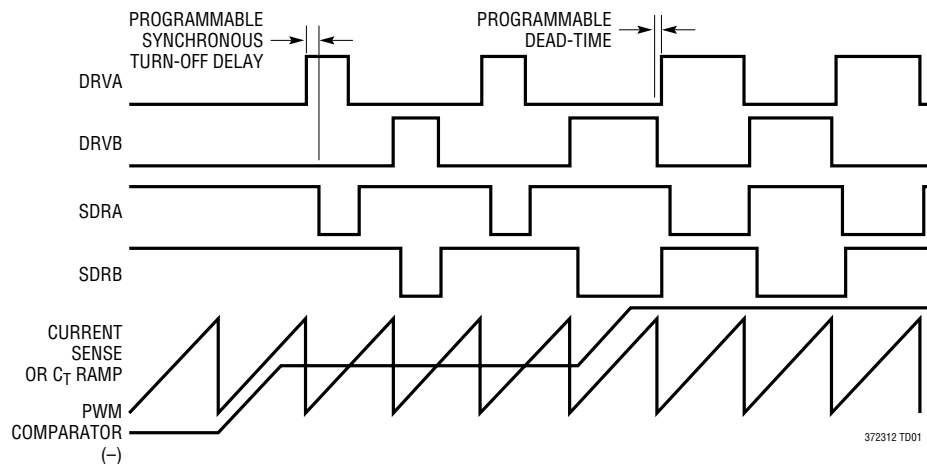 PROGRAMMABLE
SYNCHRONOUS
TURN-OFF DELAY
PROGRAMMABLE
DEAD-TIME
DRVA
DRVB
SDRA
SDRB
CURRENT
SENSE
OR CT RAMP
PWM
COMPARATOR
(–)
372312 TD01